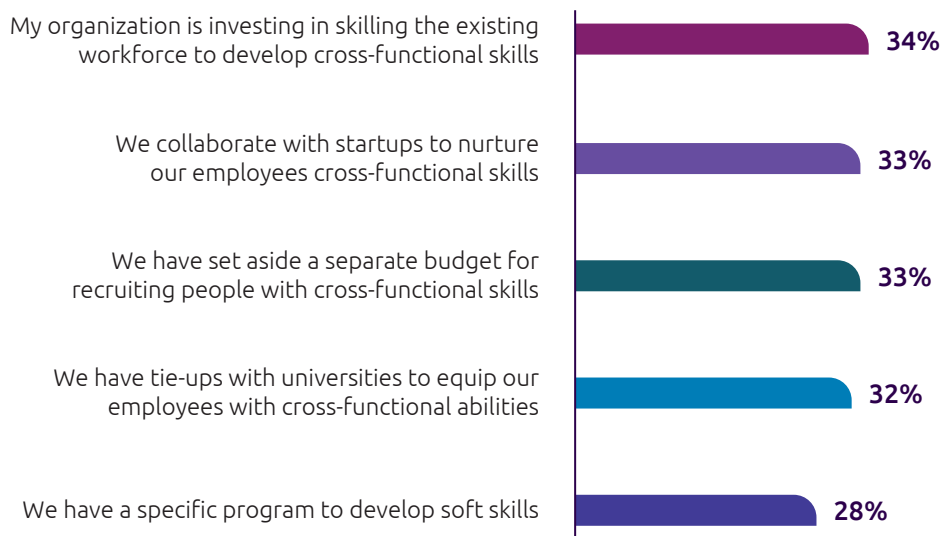 My organization is investing in skilling the existing
workforce to develop cross-functional skills
34%
We collaborate with startups to nurture
our employees cross-functional skills
33%
We have set aside a separate budget for
recruiting people with cross-functional skills
33%
We have tie-ups with universities to equip our
employees with cross-functional abilities
32%
We have a specific program to develop soft skills
28%